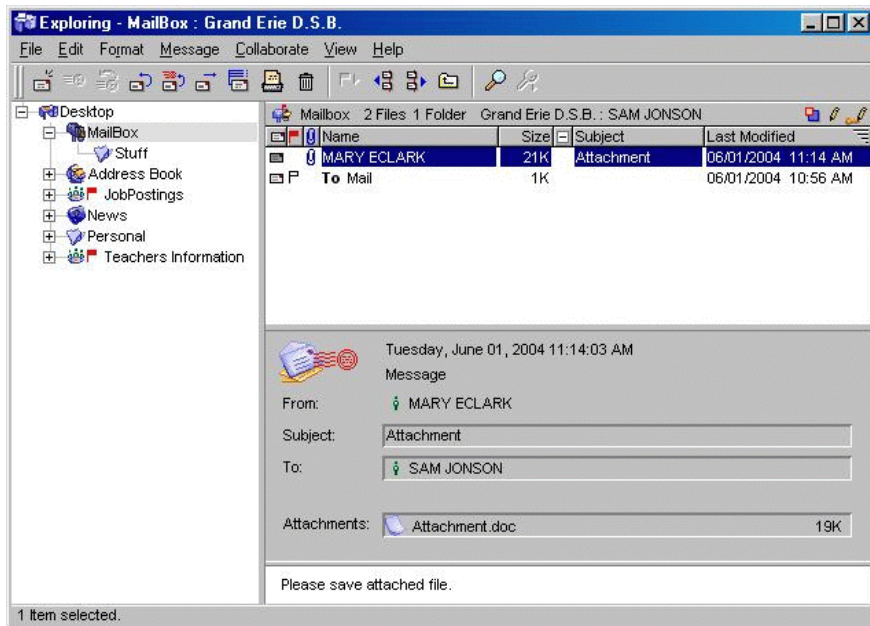 Exploring - MailBox : Grand Erie D.S.B.
File Edit Format Message Collaborate View Help
Desktop
MailBox
Stuff
Address Book
JobPostings
News
Personal
Teachers Information
Mailbox 2 Files 1 Folder Grand Erie D.S.B. : SAM JONSON
Name Size Subject Last Modified
MARY ECLARK 21K Attachment 06/01/2004 11:14 AM
To Mail 1K 06/01/2004 10:56 AM
Tuesday, June 01, 2004 11:14:03 AM
Message
From: MARY ECLARK
Subject: Attachment
To: SAM JONSON
Attachments: Attachment.doc 19K
Please save attached file.
1 Item selected.